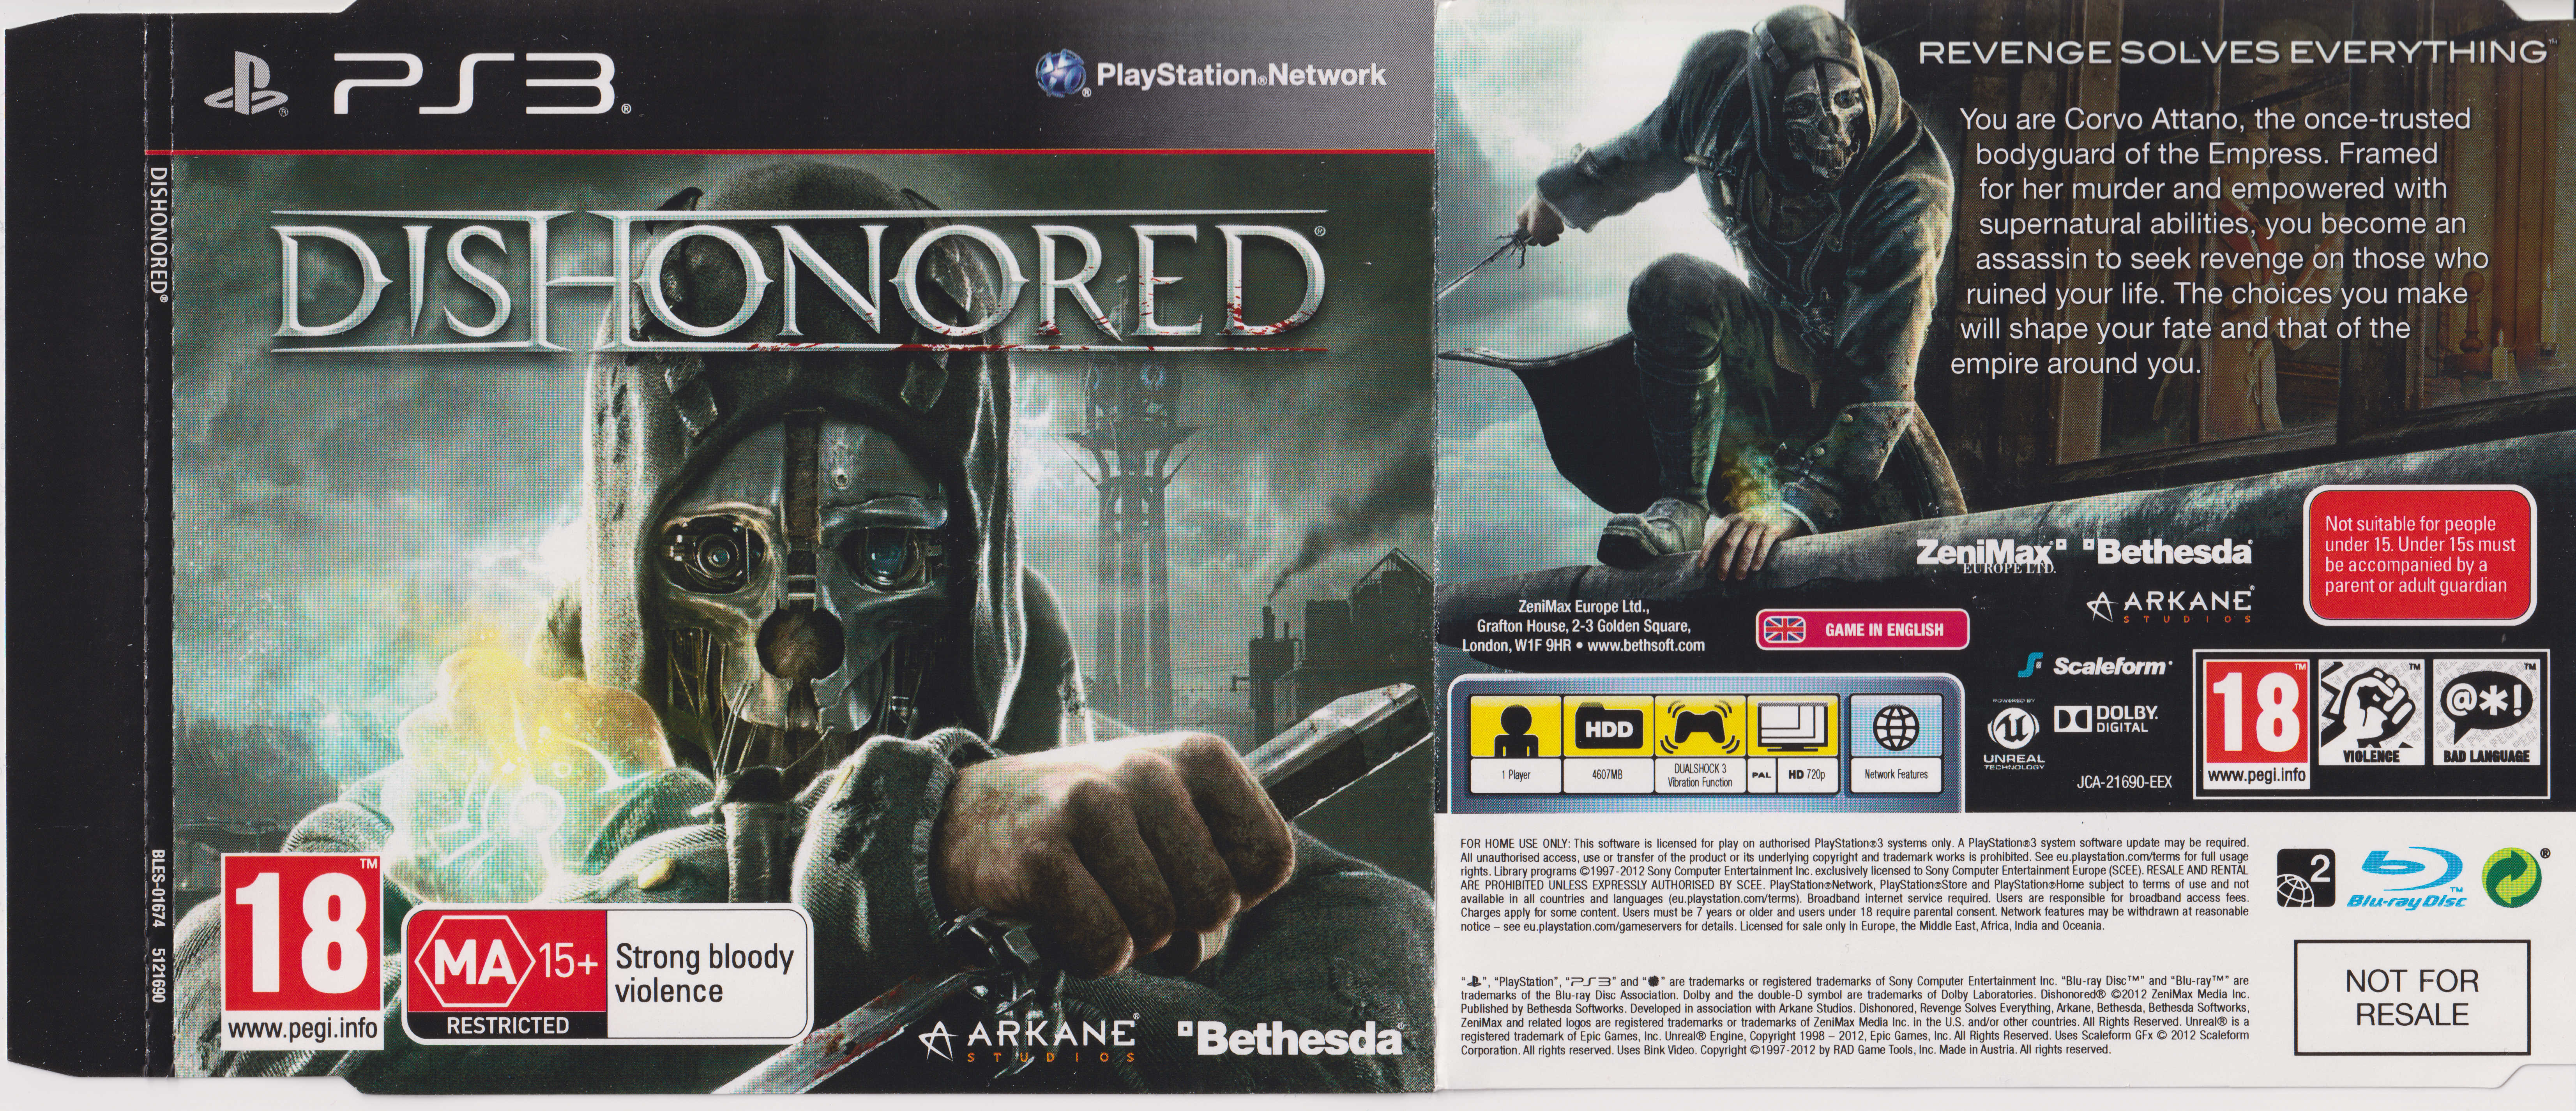 DISHONORED®
BLES-01674 5121690
PS3®
PlayStation®Network
DISHONORED®
18™
www.pegi.info
MA 15+
RESTRICTED
Strong bloody
violence
ARKANE®
STUDIOS
Bethesda®
REVENGE SOLVES EVERYTHING™
You are Corvo Attano, the once-trusted
bodyguard of the Empress. Framed
for her murder and empowered with
supernatural abilities, you become an
assassin to seek revenge on those who
ruined your life. The choices you make
will shape your fate and that of the
empire around you.
ZeniMax®
EUROPE LTD.
Bethesda®
ARKANE®
STUDIOS
Not suitable for people
under 15. Under 15s must
be accompanied by a
parent or adult guardian
ZeniMax Europe Ltd.,
Grafton House, 2-3 Golden Square,
London, W1F 9HR • www.bethsoft.com
GAME IN ENGLISH
Scaleform
POWERED BY
UNREAL
TECHNOLOGY
DOLBY.
DIGITAL
JCA-21690-EEX
18™
www.pegi.info
VIOLENCE
™
@*!
™
BAD LANGUAGE
1 Player
HDD
4607MB
DUALSHOCK 3
Vibration Function
PAL
HD 720p
Network Features
FOR HOME USE ONLY: This software is licensed for play on authorised PlayStation®3 systems only. A PlayStation®3 system software update may be required.
All unauthorised access, use or transfer of the product or its underlying copyright and trademark works is prohibited. See eu.playstation.com/terms for full usage
rights. Library programs ©1997-2012 Sony Computer Entertainment Inc. exclusively licensed to Sony Computer Entertainment Europe (SCEE). RESALE AND RENTAL
ARE PROHIBITED UNLESS EXPRESSLY AUTHORISED BY SCEE. PlayStation®Network, PlayStation®Store and PlayStation®Home subject to terms of use and not
available in all countries and languages (eu.playstation.com/terms). Broadband internet service required. Users are responsible for broadband access fees.
Charges apply for some content. Users must be 7 years or older and users under 18 require parental consent. Network features may be withdrawn at reasonable
notice – see eu.playstation.com/gameservers for details. Licensed for sale only in Europe, the Middle East, Africa, India and Oceania.
2
Blu-ray Disc™
®
"", "PlayStation", "PS3" and "" are trademarks or registered trademarks of Sony Computer Entertainment Inc. "Blu-ray Disc™" and "Blu-ray™" are
trademarks of the Blu-ray Disc Association. Dolby and the double-D symbol are trademarks of Dolby Laboratories. Dishonored® ©2012 ZeniMax Media Inc.
Published by Bethesda Softworks. Developed in association with Arkane Studios. Dishonored, Revenge Solves Everything, Arkane, Bethesda, Bethesda Softworks,
ZeniMax and related logos are registered trademarks or trademarks of ZeniMax Media Inc. in the U.S. and/or other countries. All Rights Reserved. Unreal® is a
registered trademark of Epic Games, Inc. Unreal® Engine, Copyright 1998 – 2012, Epic Games, Inc. All Rights Reserved. Uses Scaleform GFx © 2012 Scaleform
Corporation. All rights reserved. Uses Bink Video. Copyright ©1997-2012 by RAD Game Tools, Inc. Made in Austria. All rights reserved.
NOT FOR
RESALE